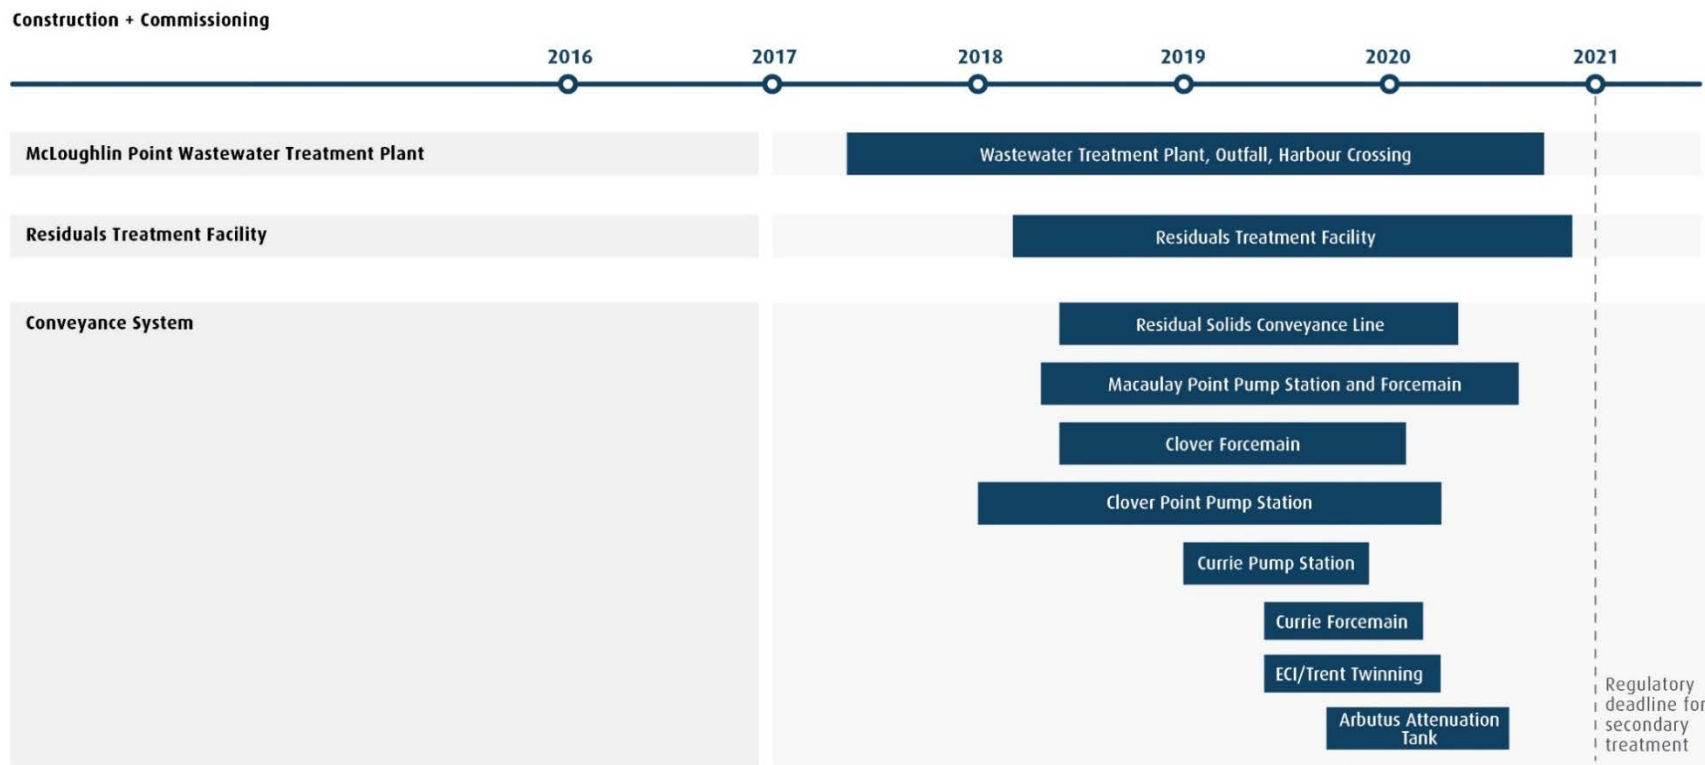 Construction + Commissioning
2016 2017 2018 2019 2020 2021
McLoughlin Point Wastewater Treatment Plant
Wastewater Treatment Plant, Outfall, Harbour Crossing
Residuals Treatment Facility
Residuals Treatment Facility
Conveyance System
Residual Solids Conveyance Line
Macaulay Point Pump Station and Forcemain
Clover Forcemain
Clover Point Pump Station
Currie Pump Station
Currie Forcemain
ECI/Trent Twinning
Arbutus Attenuation
Tank
Regulatory
deadline for
secondary
treatment